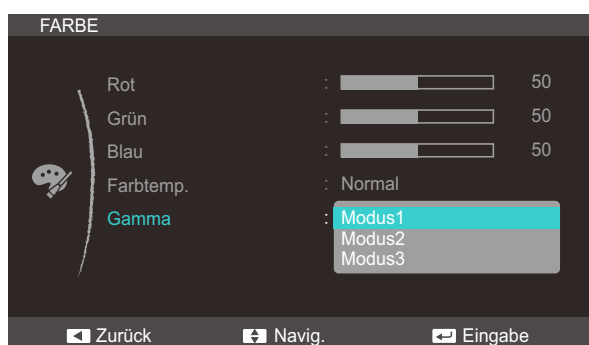 FARBE
Rot : 50
Grün : 50
Blau : 50
Farbtemp. : Normal
Gamma : Modus1
Modus2
Modus3
Zurück Navig. Eingabe